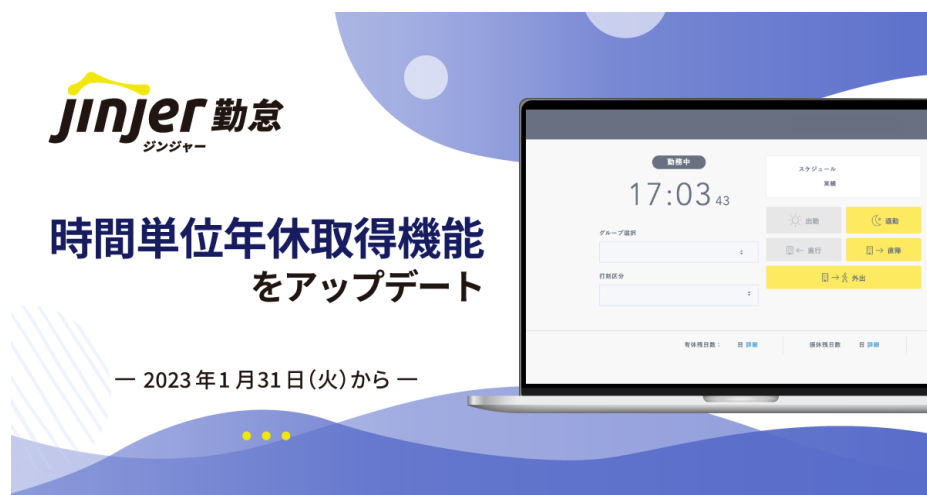 jinjer 勤怠
ジンジャー
時間単位年休取得機能
をアップデート
― 2023年1月31日(火)から ―
勤務中
17:03 43
グループ選択
打刻区分
スケジュール
実績
出勤
退勤
← 直行
→ 直帰
→ 外出
有休残日数： 日 詳細
振休残日数 日 詳細